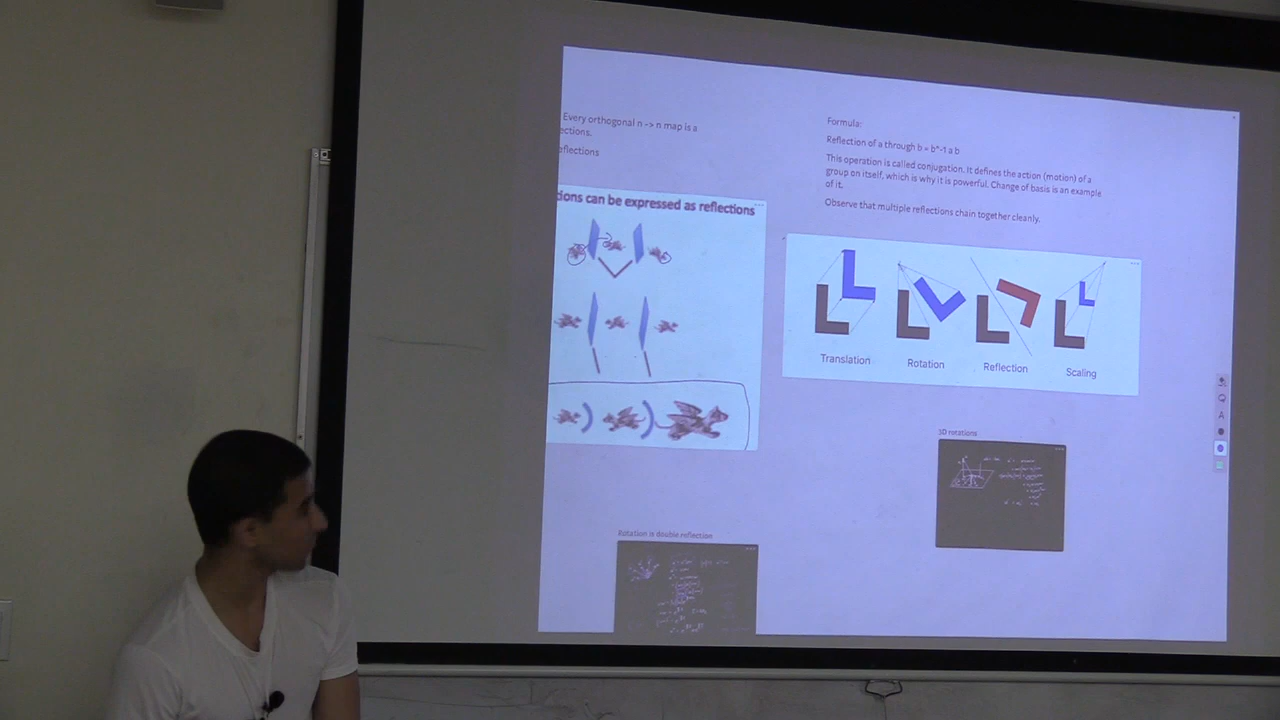 Every orthogonal n -> n map is a
ections.
eflections
ions can be expressed as reflections
Rotation is double reflection
Formula:
Reflection of a through b = b^-1 a b
This operation is called conjugation. It defines the action (motion) of a
group on itself, which is why it is powerful. Change of basis is an example
of it.
Observe that multiple reflections chain together cleanly.
Translation
Rotation
Reflection
Scaling
3D rotations